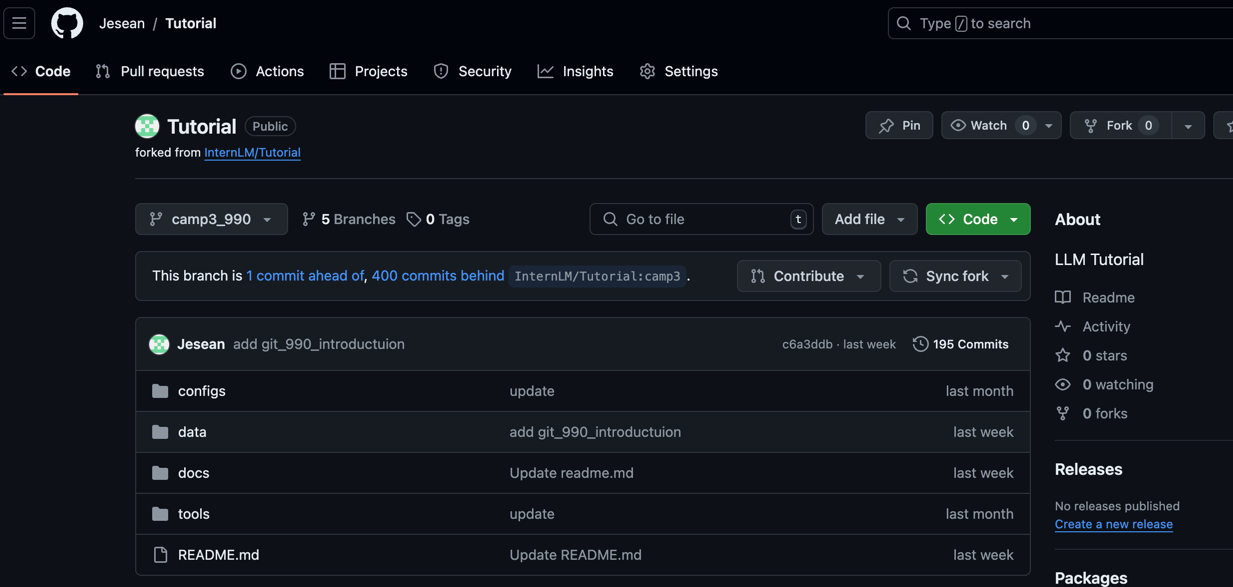 Jesean / Tutorial
Type / to search
Code Pull requests Actions Projects Security Insights Settings
Tutorial Public
Pin Watch 0 Fork 0
forked from InternLM/Tutorial
camp3_990 5 Branches 0 Tags Go to file t Add file Code
This branch is 1 commit ahead of, 400 commits behind InternLM/Tutorial:camp3 .
Contribute Sync fork
Jesean add git_990_introductuion c6a3ddb · last week 195 Commits
configs update last month
data add git_990_introductuion last week
docs Update readme.md last week
tools update last month
README.md Update README.md last week
About
LLM Tutorial
Readme
Activity
0 stars
0 watching
0 forks
Releases
No releases published
Create a new release
Packages